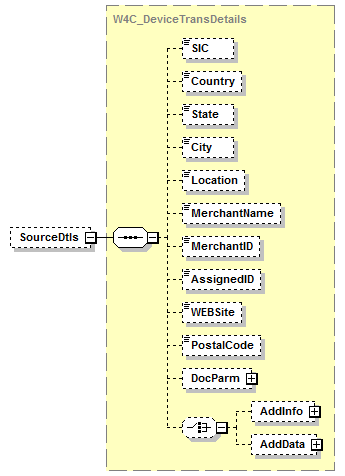 W4C_DeviceTransDetails
SIC
Country
State
City
Location
SourceDtls
MerchantName
MerchantID
AssignedID
WEBSite
PostalCode
DocParm
AddInfo
AddData